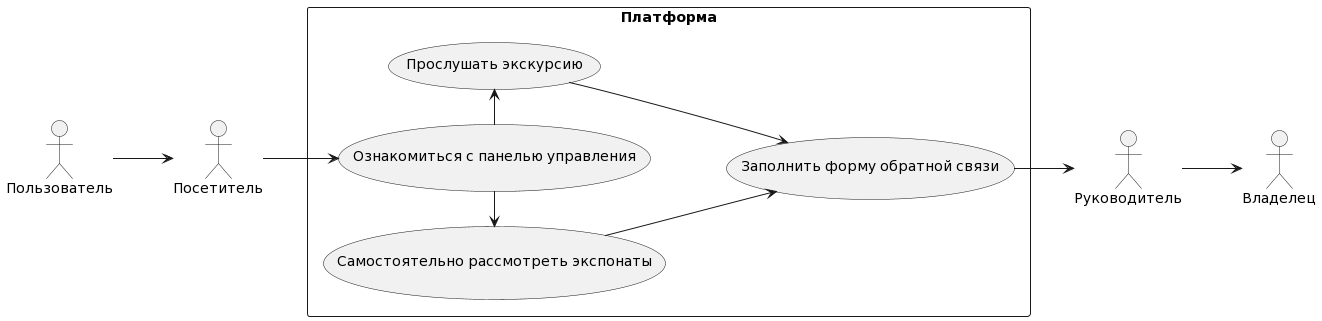 Платформа
Прослушать экскурсию
Ознакомиться с панелью управления
Заполнить форму обратной связи
Пользователь
Посетитель
Руководитель
Владелец
Самостоятельно рассмотреть экспонаты